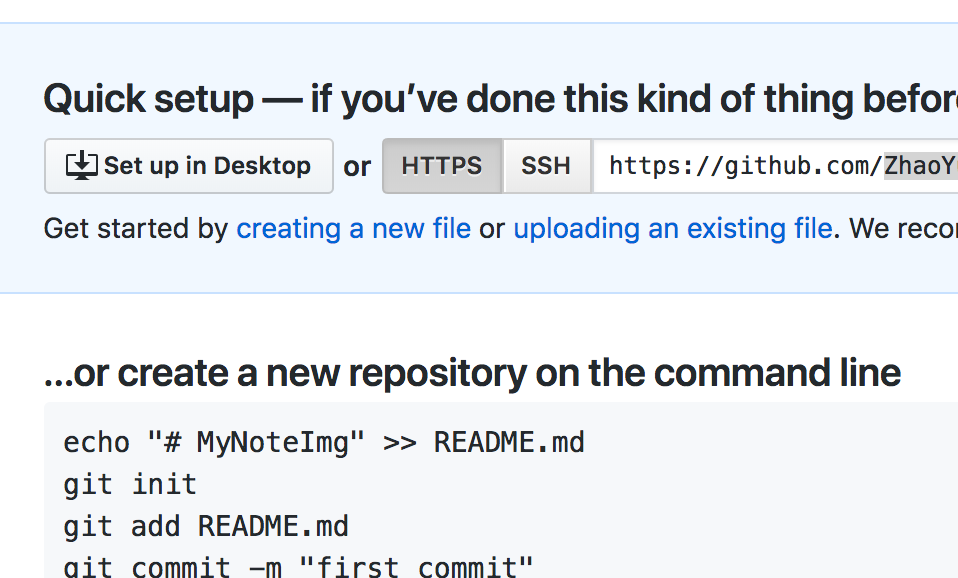 Quick setup — if you’ve done this kind of thing befor
Set up in Desktop or HTTPS SSH https://github.com/ZhaoY
Get started by creating a new file or uploading an existing file. We reco
…or create a new repository on the command line
echo "# MyNoteImg" >> README.md
git init
git add README.md
git commit -m "first commit"